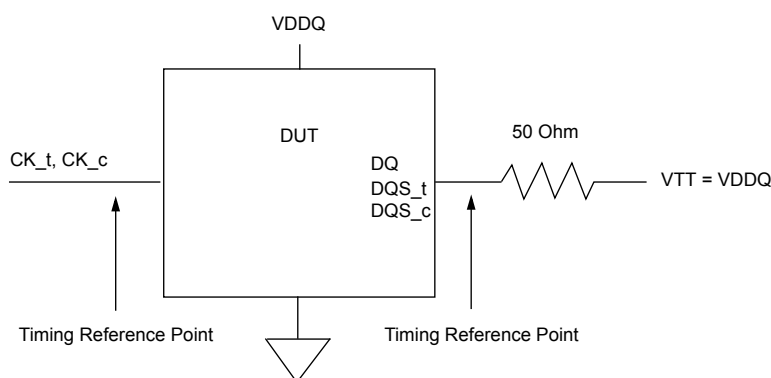 VDDQ
DUT
50 Ohm
CK_t, CK_c
DQ
DQS_t
DQS_c
VTT = VDDQ
Timing Reference Point
Timing Reference Point